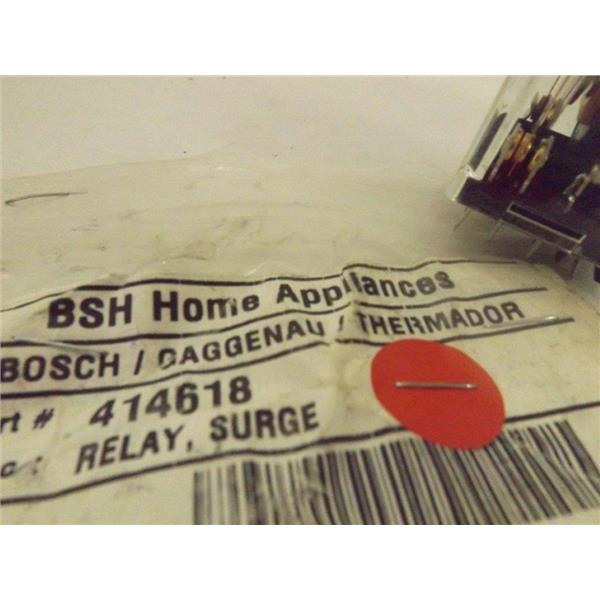 BSH Home Appliances
BOSCH / GAGGENAU / THERMADOR
rt # 414618
c: RELAY, SURGE